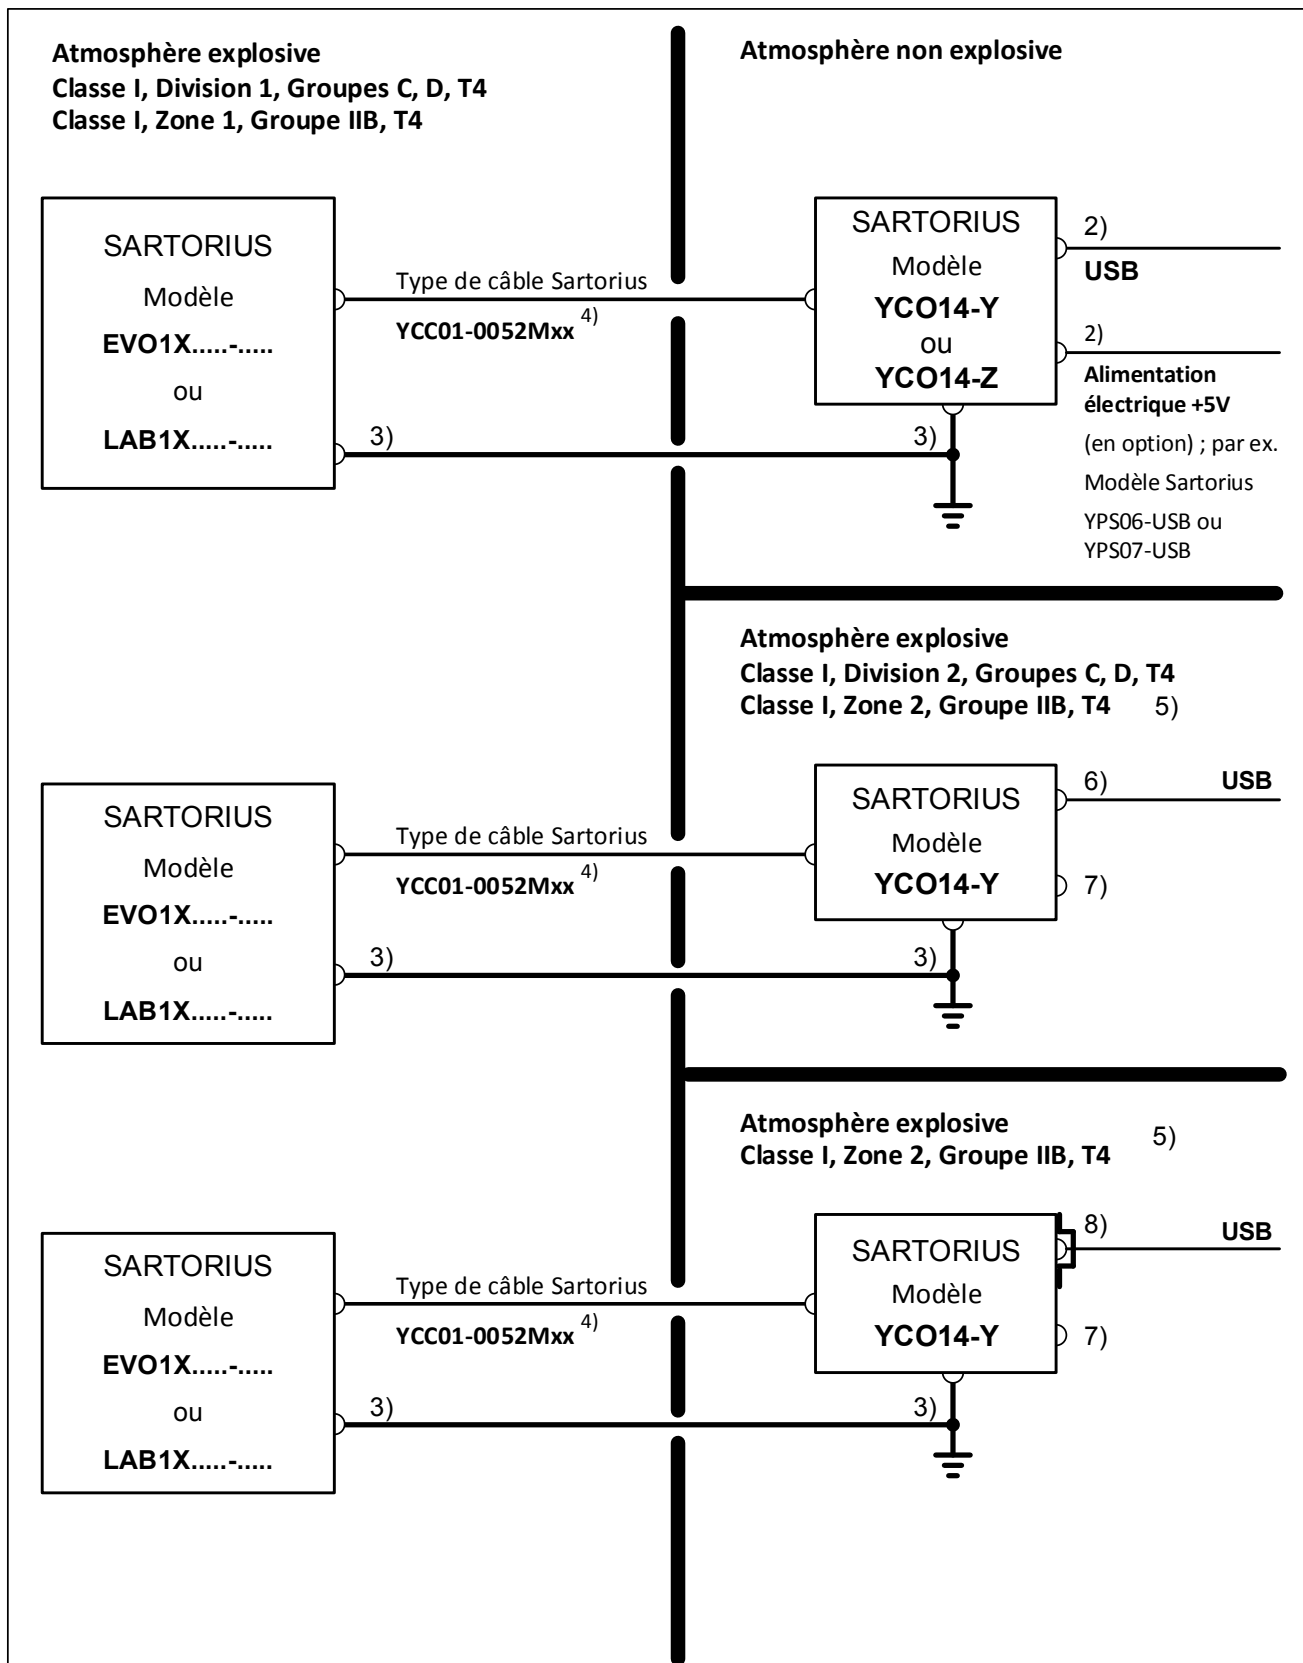 Atmosphère explosive
Classe I, Division 1, Groupes C, D, T4
Classe I, Zone 1, Groupe IIB, T4
Atmosphère non explosive
SARTORIUS
Modèle
EVO1X.....-.....
ou
LAB1X.....-.....
Type de câble Sartorius
YCC01-0052Mxx 4)
3)
3)
SARTORIUS
Modèle
YCO14-Y
ou
YCO14-Z
2)
USB
2)
Alimentation
électrique +5V
(en option) ; par ex.
Modèle Sartorius
YPS06-USB ou
YPS07-USB
Atmosphère explosive
Classe I, Division 2, Groupes C, D, T4
Classe I, Zone 2, Groupe IIB, T4 5)
SARTORIUS
Modèle
EVO1X.....-.....
ou
LAB1X.....-.....
Type de câble Sartorius
YCC01-0052Mxx 4)
3)
3)
SARTORIUS
Modèle
YCO14-Y
6) USB
7)
Atmosphère explosive
Classe I, Zone 2, Groupe IIB, T4 5)
SARTORIUS
Modèle
EVO1X.....-.....
ou
LAB1X.....-.....
Type de câble Sartorius
YCC01-0052Mxx 4)
3)
3)
SARTORIUS
Modèle
YCO14-Y
8) USB
7)